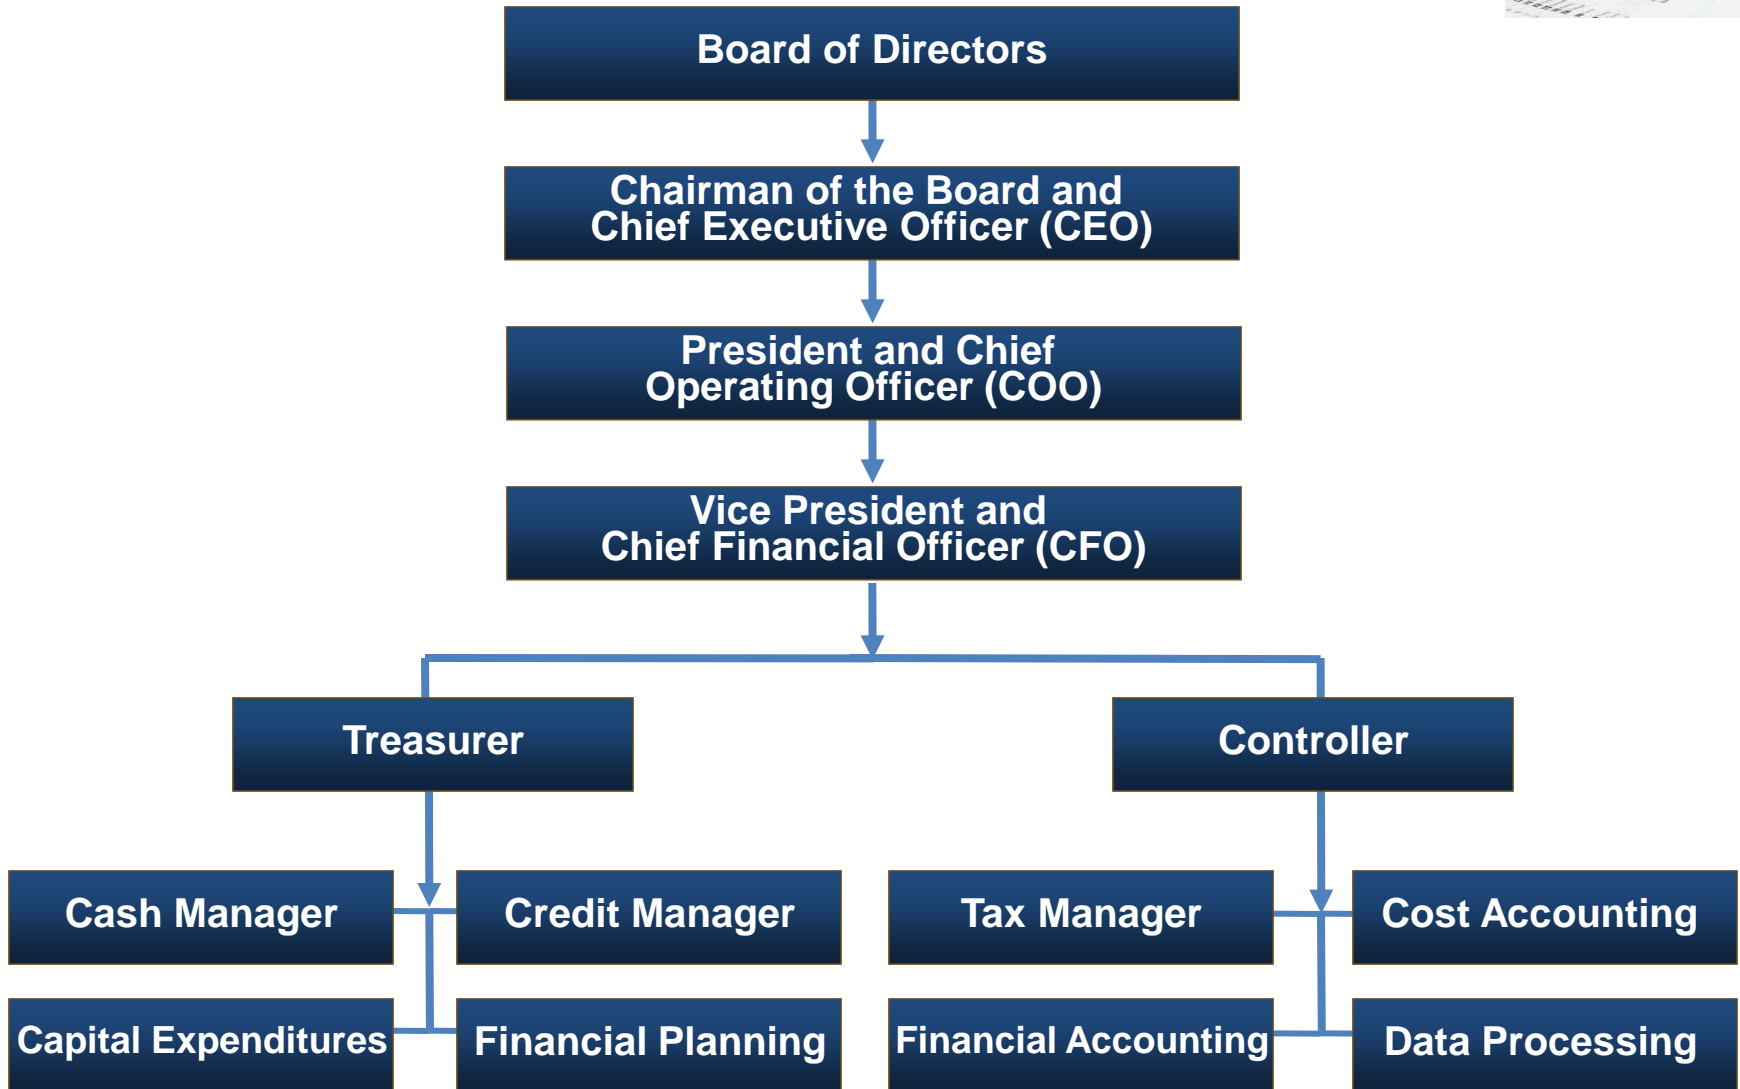 Board of Directors
Chairman of the Board and
Chief Executive Officer (CEO)
President and Chief
Operating Officer (COO)
Vice President and
Chief Financial Officer (CFO)
Treasurer
Controller
Cash Manager
Credit Manager
Tax Manager
Cost Accounting
Capital Expenditures
Financial Planning
Financial Accounting
Data Processing